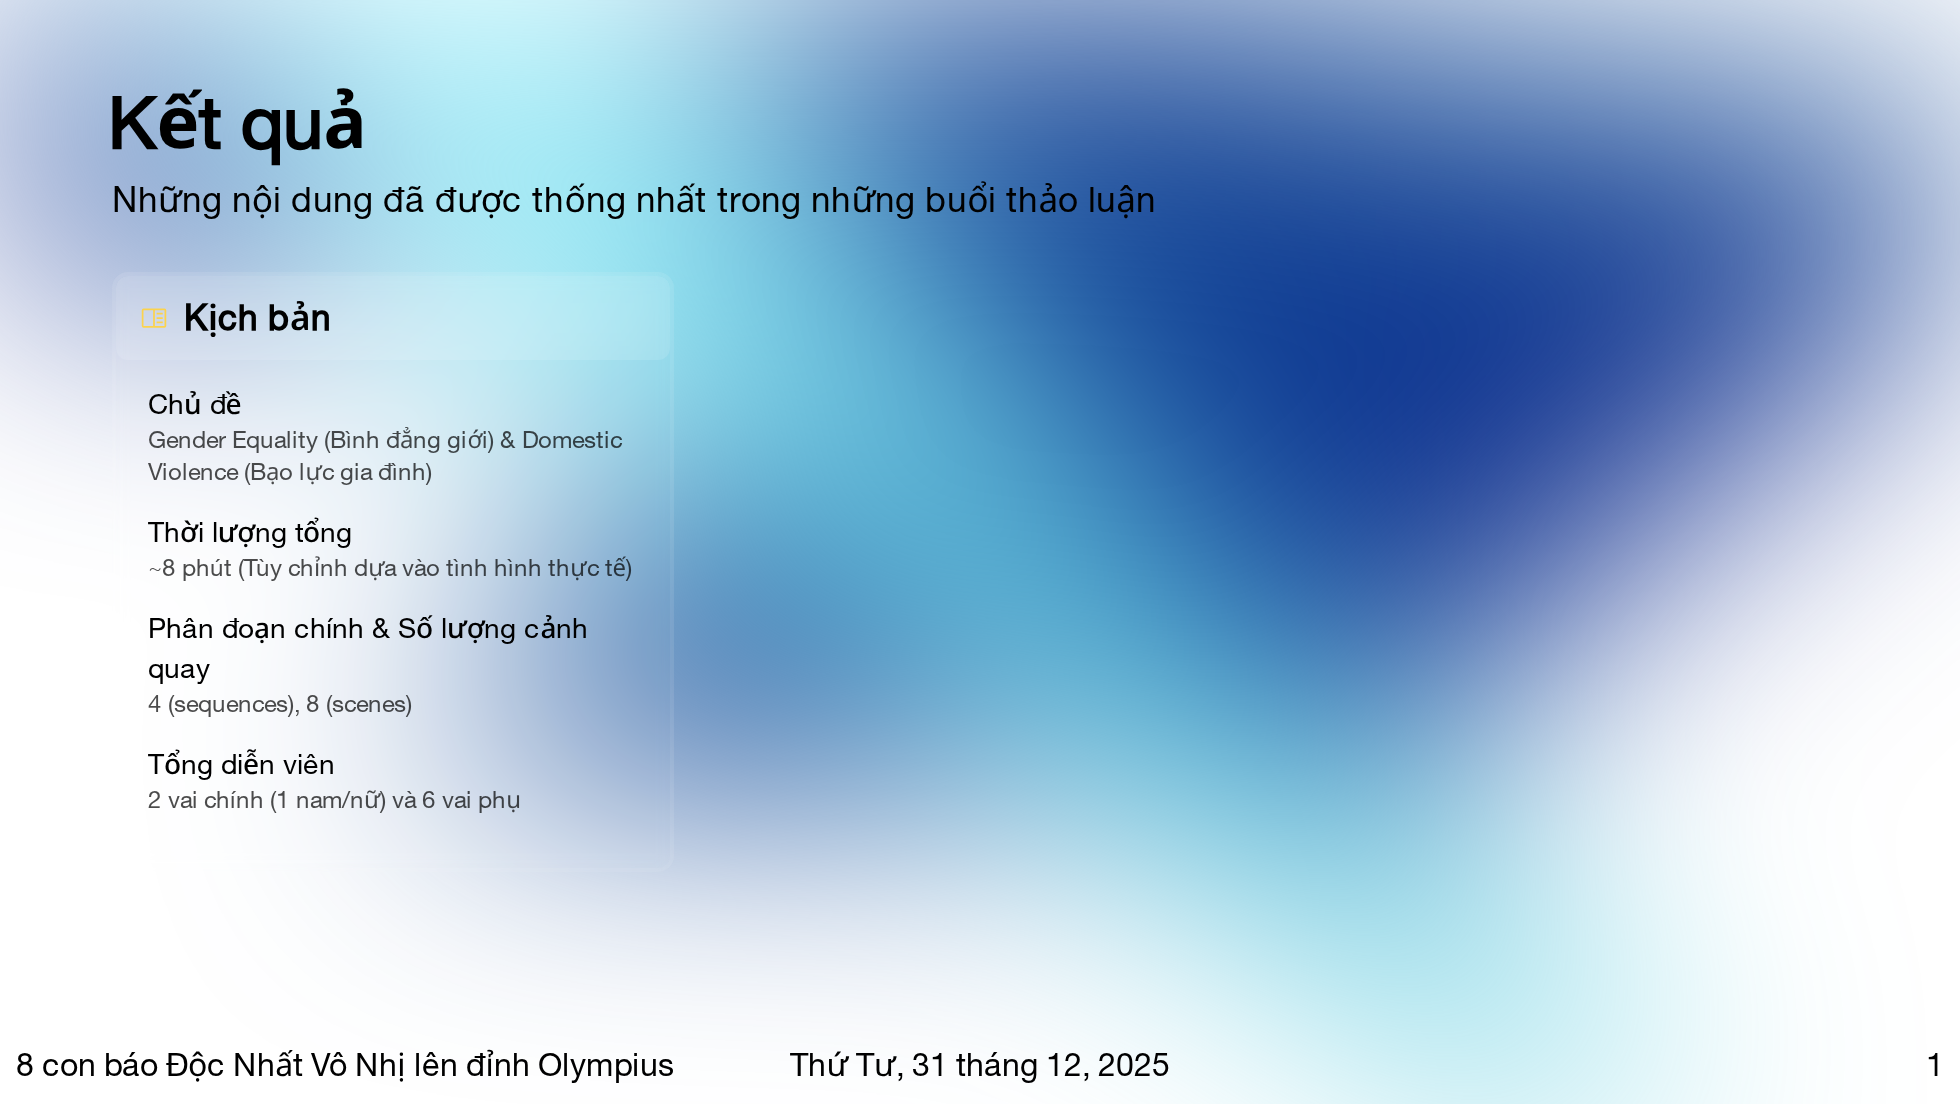 Kết quả
Những nội dung đã được thống nhất trong những buổi thảo luận
Kịch bản
Chủ đề
Gender Equality (Bình đẳng giới) & Domestic
Violence (Bạo lực gia đình)
Thời lượng tổng
~8 phút (Tùy chỉnh dựa vào tình hình thực tế)
Phân đoạn chính & Số lượng cảnh
quay
4 (sequences), 8 (scenes)
Tổng diễn viên
2 vai chính (1 nam/nữ) và 6 vai phụ
8 con báo Độc Nhất Vô Nhị lên đỉnh Olympius
Thứ Tư, 31 tháng 12, 2025
1